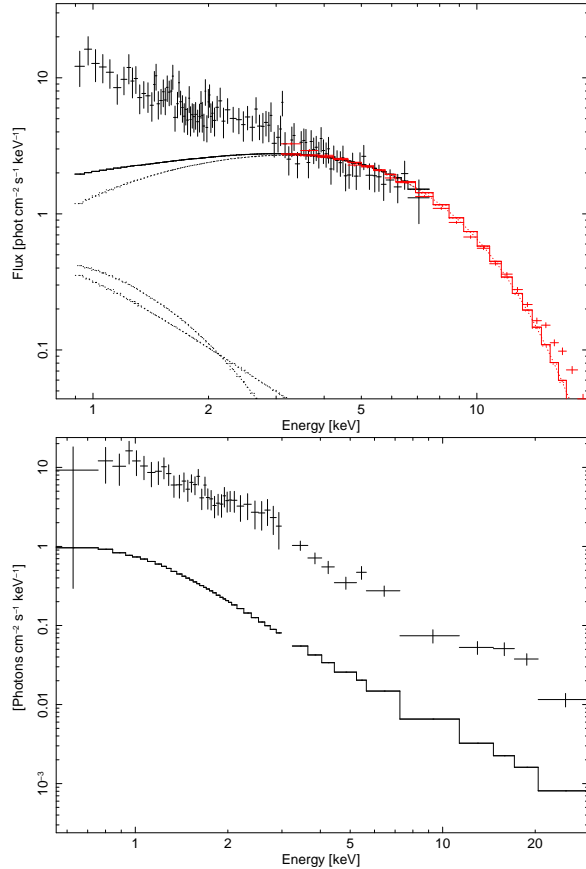 10
1
0.1
Flux [phot cm⁻² s⁻¹ keV⁻¹]
1 2 5 10
Energy [keV]
10
1
0.1
0.01
10⁻³
[Photons cm⁻² s⁻¹ keV⁻¹]
1 2 5 10 20
Energy [keV]